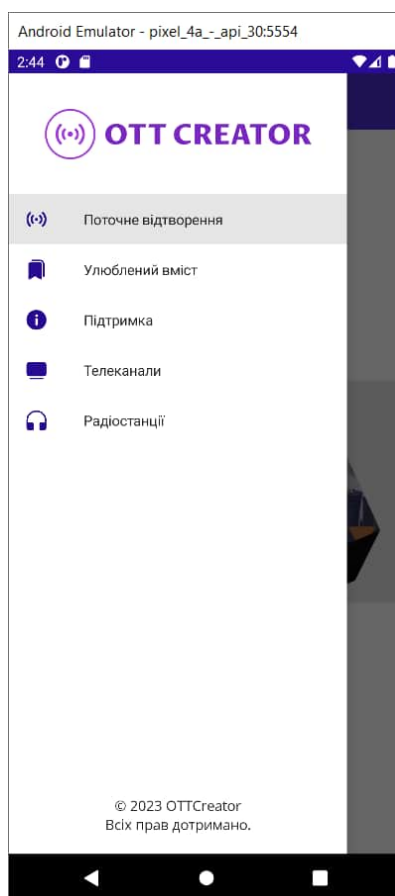 Android Emulator - pixel_4a_-_api_30:5554
2:44
OTT CREATOR
Поточне відтворення
Улюблений вміст
Підтримка
Телеканали
Радіостанції
© 2023 OTTCreator
Всіх прав дотримано.